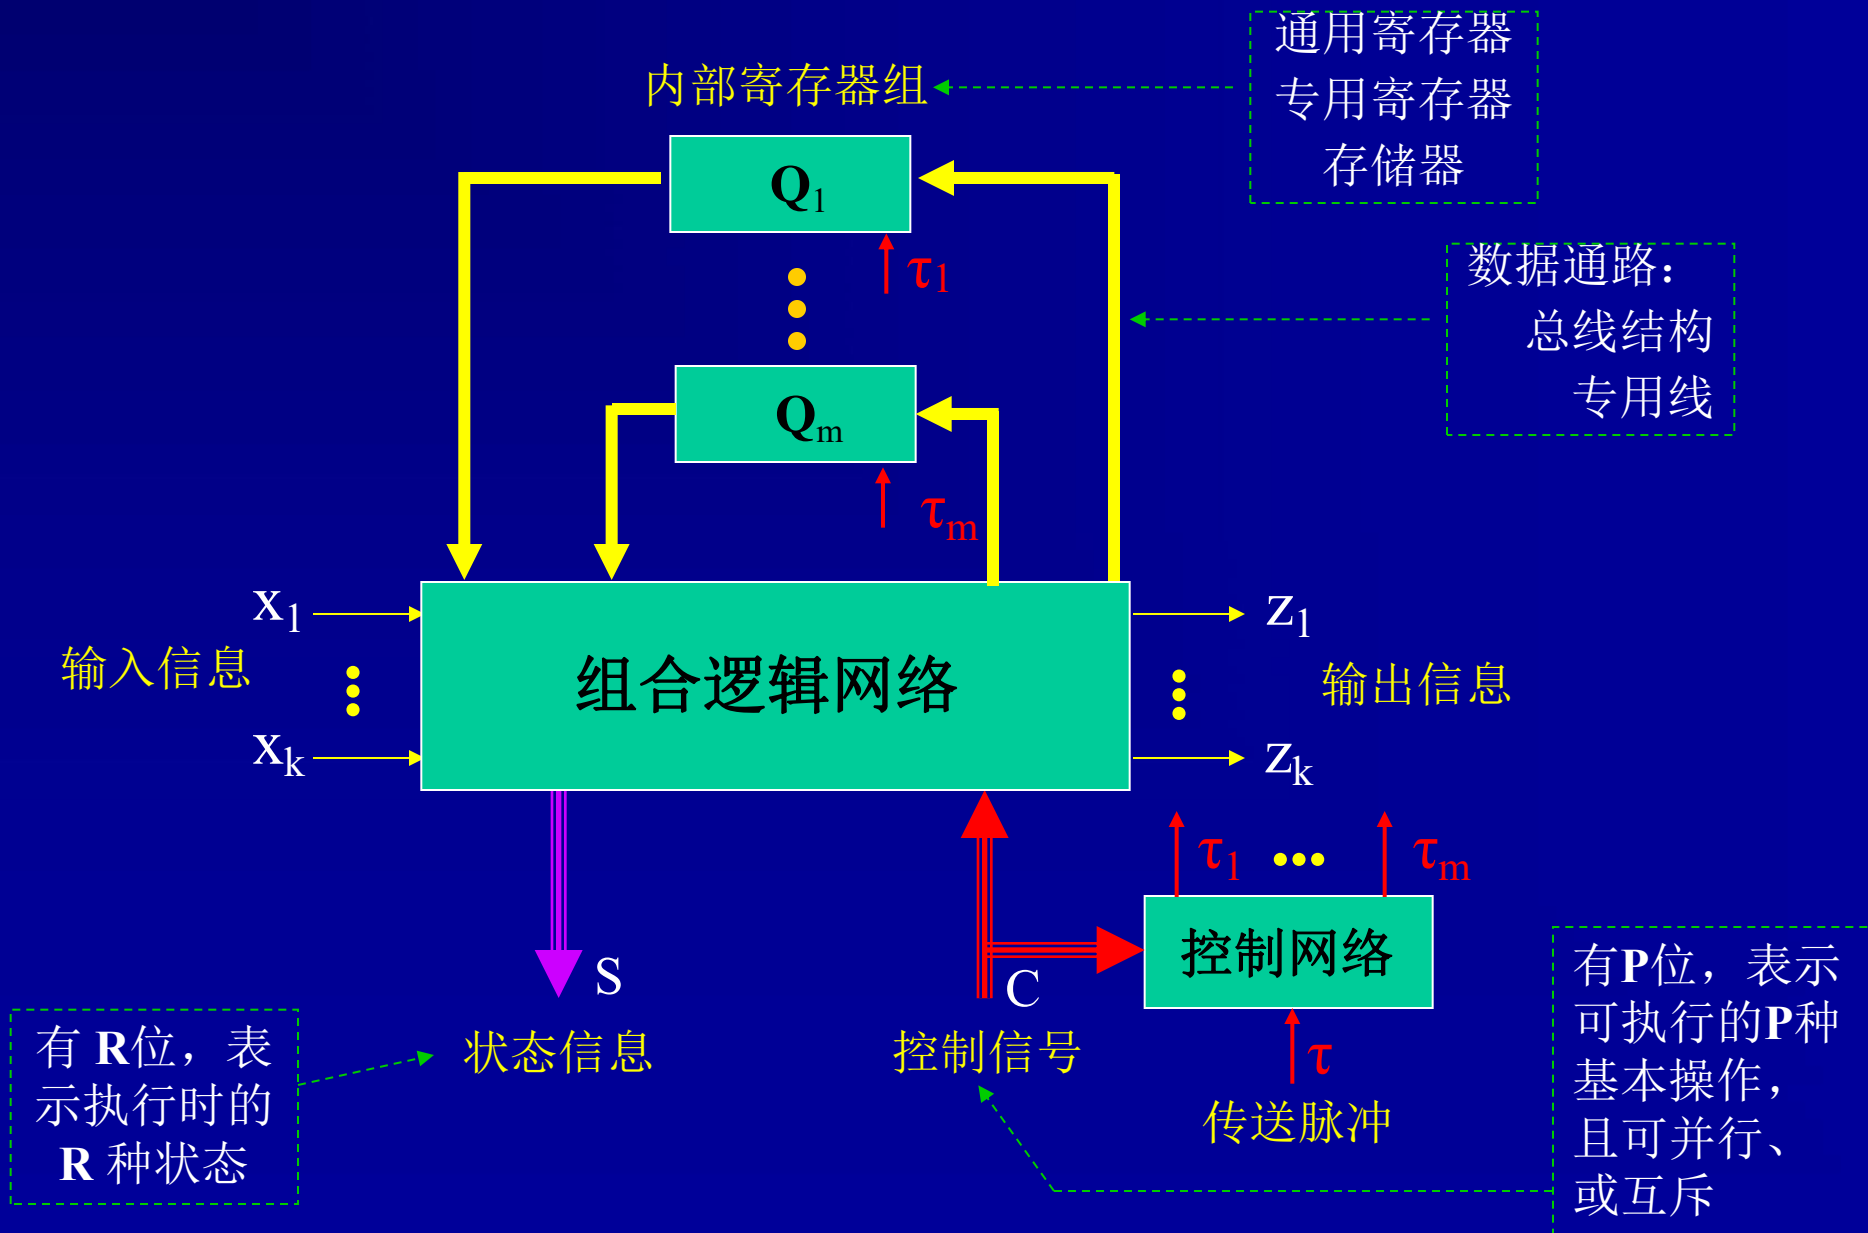 通用寄存器
专用寄存器
存储器
内部寄存器组
Q1
τ1
数据通路：
总线结构
专用线
Qm
τm
x1
输入信息
xk
组合逻辑网络
z1
输出信息
zk
τ1
τm
控制网络
S
C
状态信息
控制信号
τ
传送脉冲
有 R位，表
示执行时的
R 种状态
有P位，表示
可执行的P种
基本操作，
且可并行、
或互斥